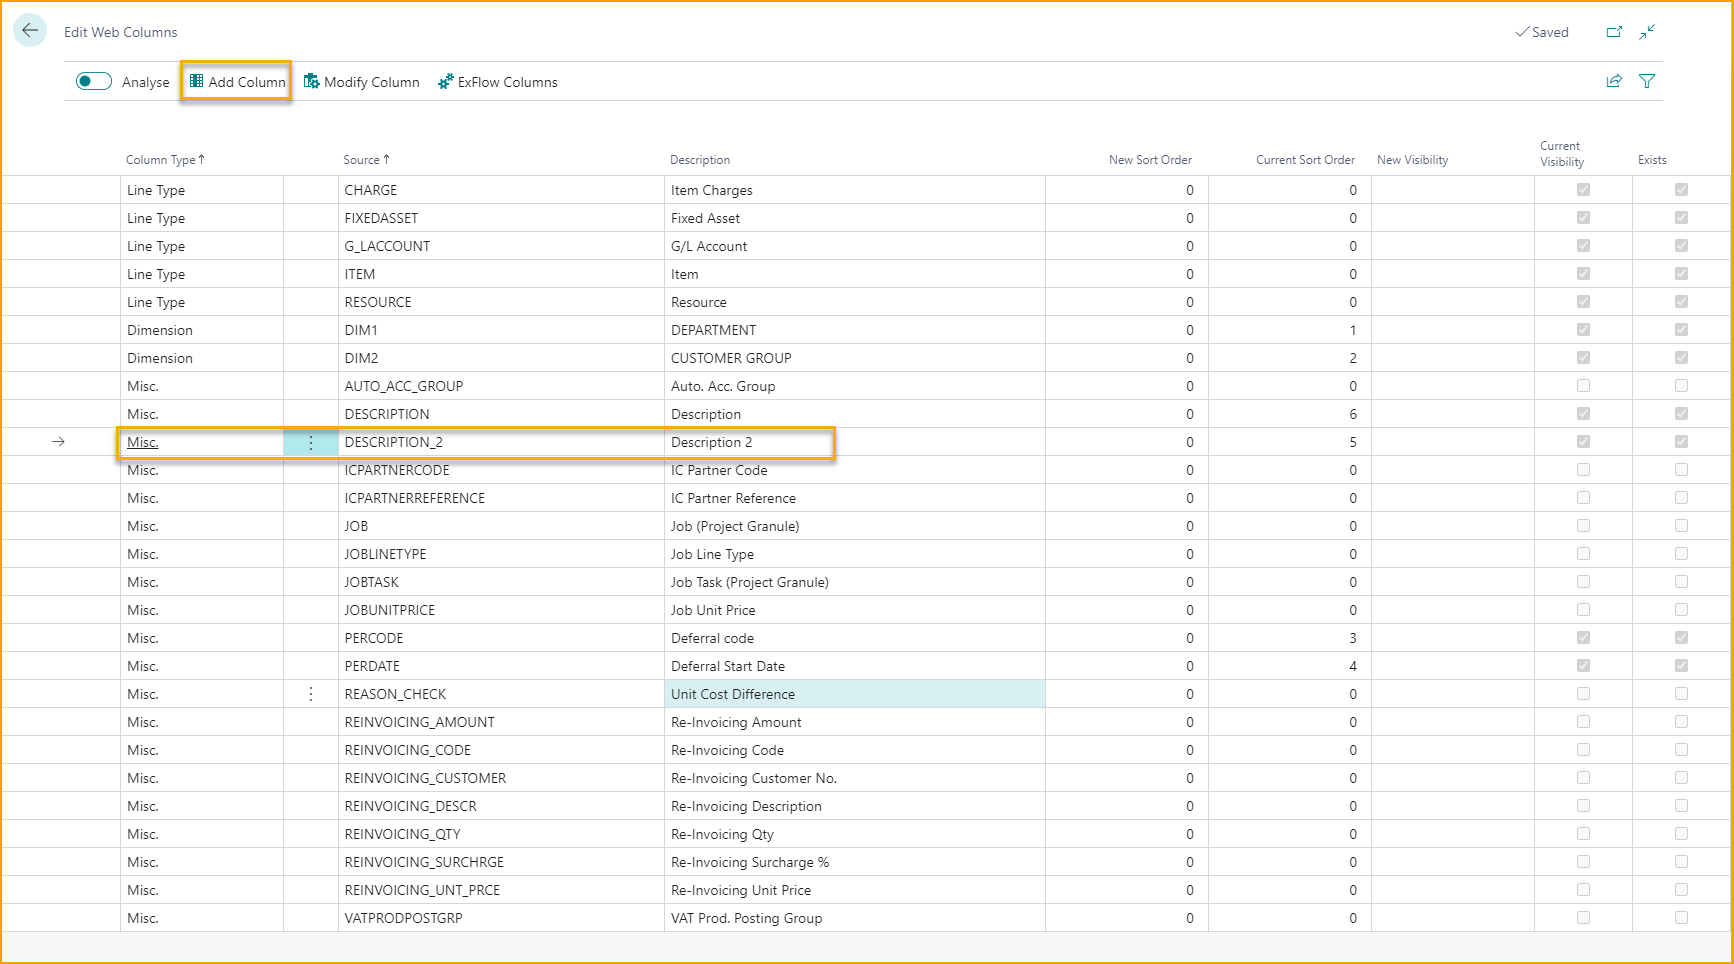 Edit Web Columns
Saved
Analyse Add Column Modify Column ExFlow Columns
Column Type↑ Source↑ Description New Sort Order Current Sort Order New Visibility Current Visibility Exists
Line Type CHARGE Item Charges 0 0
Line Type FIXEDASSET Fixed Asset 0 0
Line Type G_LACCOUNT G/L Account 0 0
Line Type ITEM Item 0 0
Line Type RESOURCE Resource 0 0
Dimension DIM1 DEPARTMENT 0 1
Dimension DIM2 CUSTOMER GROUP 0 2
Misc. AUTO_ACC_GROUP Auto. Acc. Group 0 0
Misc. DESCRIPTION Description 0 6
Misc. DESCRIPTION_2 Description 2 0 5
Misc. ICPARTNERCODE IC Partner Code 0 0
Misc. ICPARTNERREFERENCE IC Partner Reference 0 0
Misc. JOB Job (Project Granule) 0 0
Misc. JOBLINETYPE Job Line Type 0 0
Misc. JOBTASK Job Task (Project Granule) 0 0
Misc. JOBUNITPRICE Job Unit Price 0 0
Misc. PERCODE Deferral code 0 3
Misc. PERDATE Deferral Start Date 0 4
Misc. REASON_CHECK Unit Cost Difference 0 0
Misc. REINVOICING_AMOUNT Re-Invoicing Amount 0 0
Misc. REINVOICING_CODE Re-Invoicing Code 0 0
Misc. REINVOICING_CUSTOMER Re-Invoicing Customer No. 0 0
Misc. REINVOICING_DESCR Re-Invoicing Description 0 0
Misc. REINVOICING_QTY Re-Invoicing Qty 0 0
Misc. REINVOICING_SURCHRGE Re-Invoicing Surcharge % 0 0
Misc. REINVOICING_UNT_PRCE Re-Invoicing Unit Price 0 0
Misc. VATPRODPOSTGRP VAT Prod. Posting Group 0 0